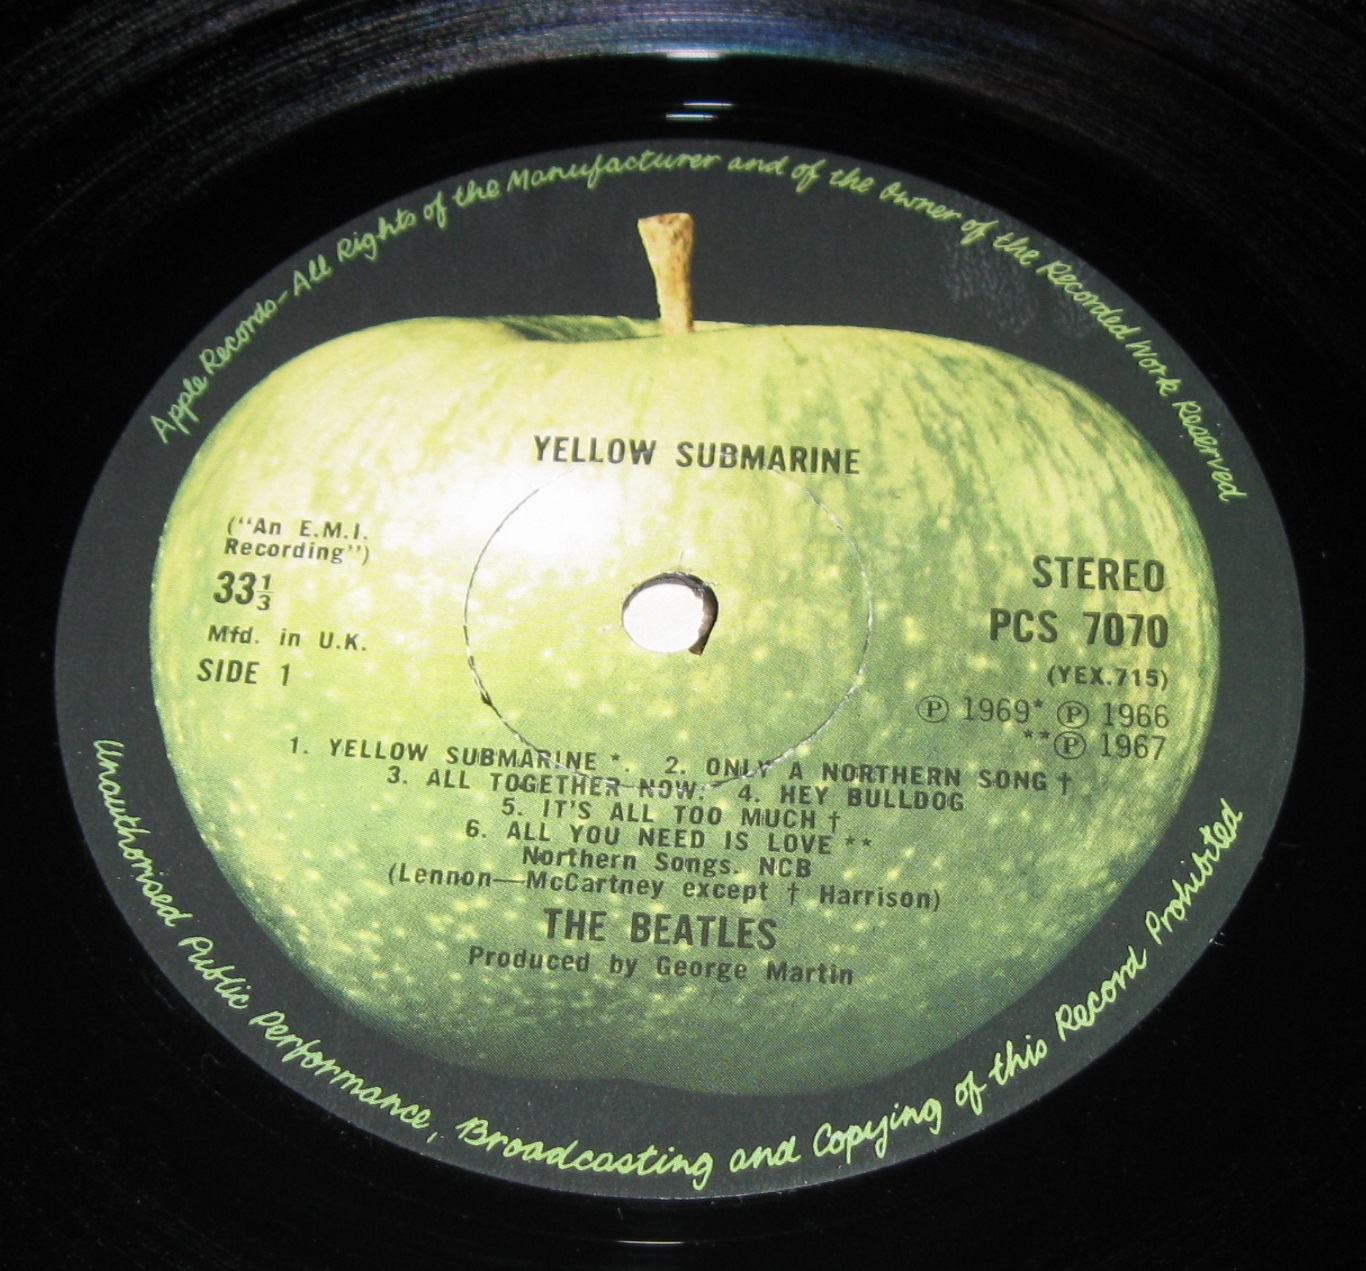 Apple Records-All Rights of the Manufacturer and of the Owner of the Recorded Work Reserved
YELLOW SUBMARINE
("An E.M.I.
Recording")
33⅓
Mfd. in U.K.
SIDE 1
STEREO
PCS 7070
(YEX.715)
℗ 1969* ℗ 1966
**℗ 1967
1. YELLOW SUBMARINE *. 2. ONLY A NORTHERN SONG †
3. ALL TOGETHER NOW. 4. HEY BULLDOG
5. IT'S ALL TOO MUCH †
6. ALL YOU NEED IS LOVE **
Northern Songs. NCB
(Lennon—McCartney except † Harrison)
THE BEATLES
Produced by George Martin
Unauthorised Public Performance, Broadcasting and Copying of this Record Prohibited